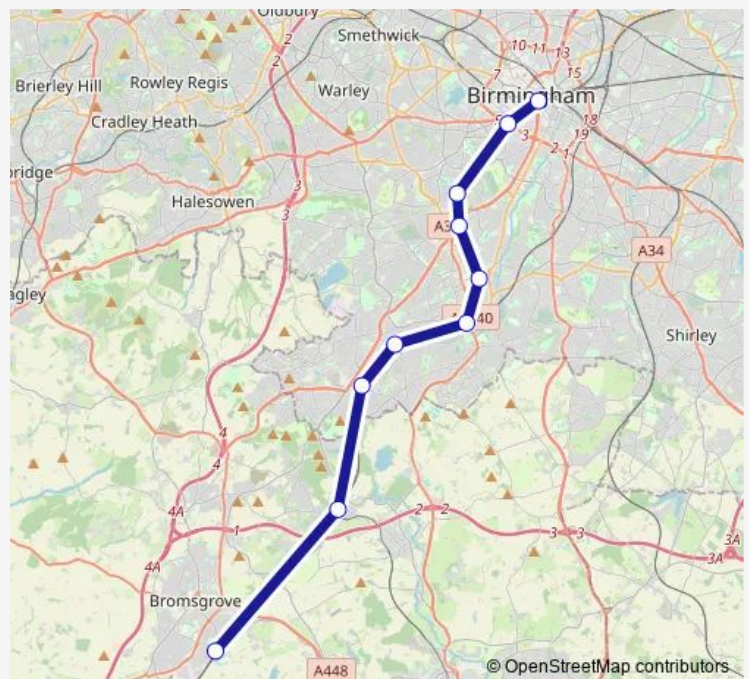 Oldbury
Smethwick
2
2
10
11
13
7
15
Brierley Hill
Rowley Regis
Warley
Birmingham
Cradley Heath
3
18
19
2
1
bridge
3
3
Halesowen
A3
A34
agley
40
Shirley
4
4
4A
1
2
2
3
3
3A
3A
4A
Bromsgrove
A448
© OpenStreetMap contributors